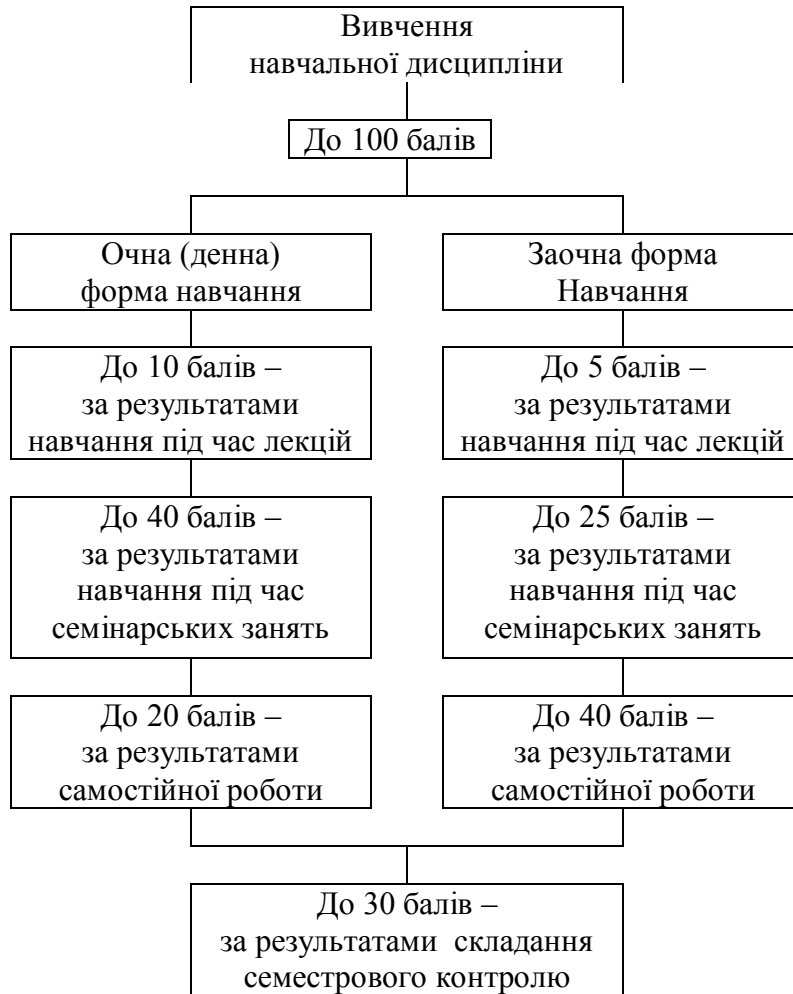 Вивчення
навчальної дисципліни
До 100 балів
Очна (денна)
форма навчання
До 10 балів –
за результатами
навчання під час лекцій
До 40 балів –
за результатами
навчання під час
семінарських занять
До 20 балів –
за результатами
самостійної роботи
Заочна форма
Навчання
До 5 балів –
за результатами
навчання під час лекцій
До 25 балів –
за результатами
навчання під час
семінарських занять
До 40 балів –
за результатами
самостійної роботи
До 30 балів –
за результатами складання
семестрового контролю